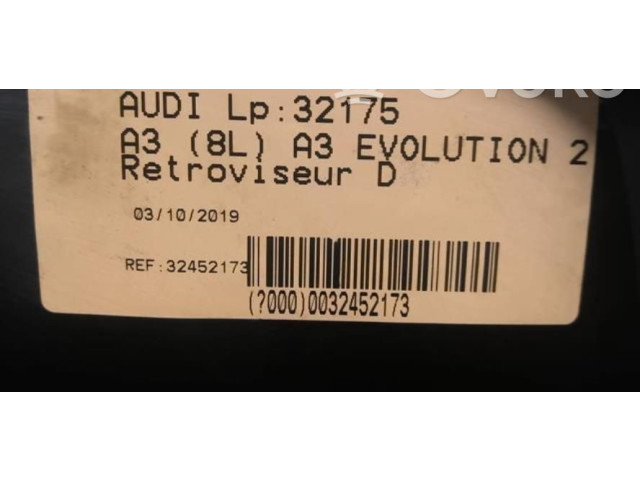 AUDI Lp:32175
A3 (8L) A3 EVOLUTION 2
Retroviseur D
03/10/2019
REF:32452173
(?000)0032452173